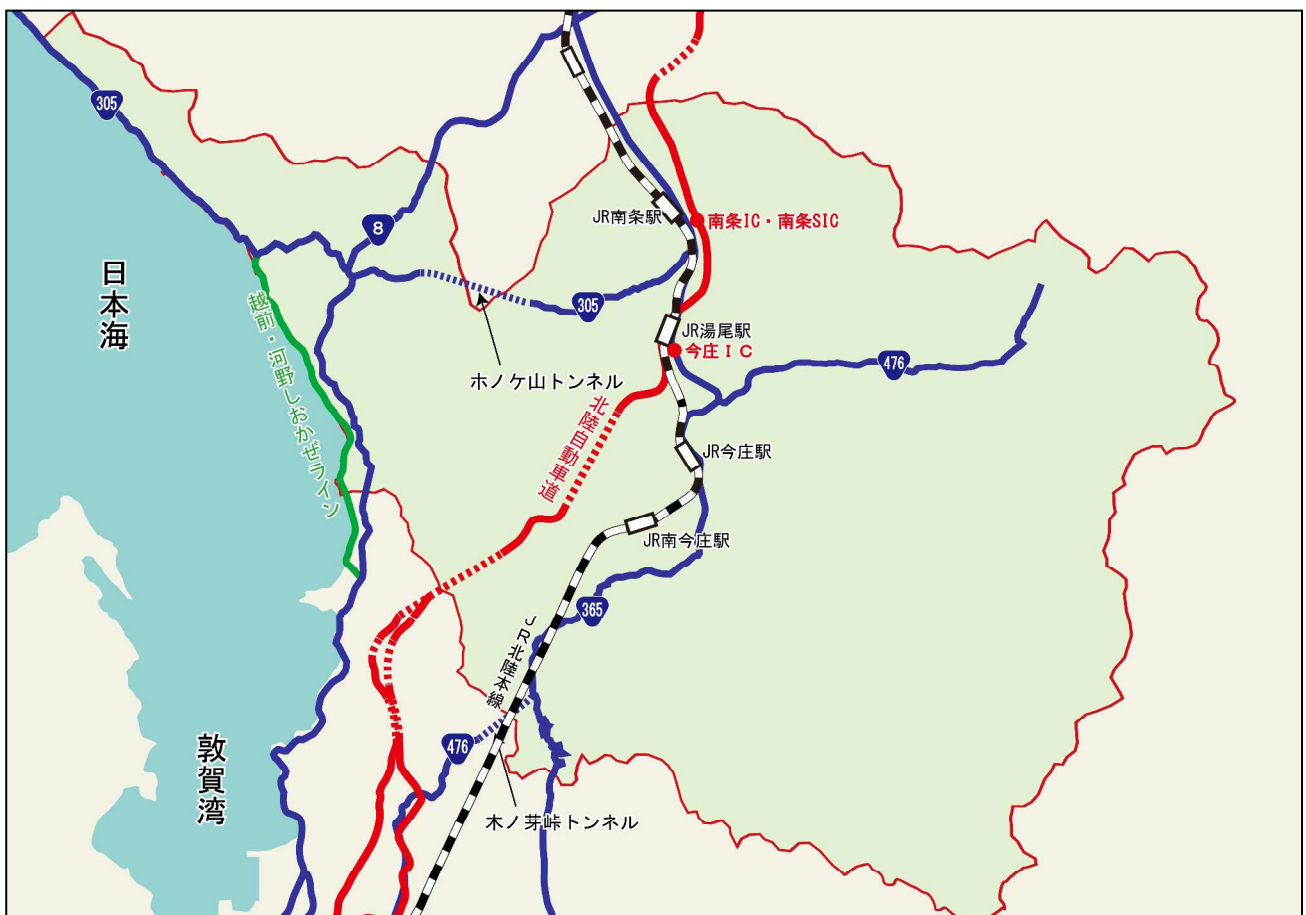 305
8
JR南条駅
南条IC・南条SIC
日本海
越前・河野しおかぜライン
305
JR湯尾駅
今庄IC
476
ホノケ山トンネル
北陸自動車道
JR今庄駅
JR南今庄駅
365
JR北陸本線
476
敦賀湾
木ノ芽峠トンネル